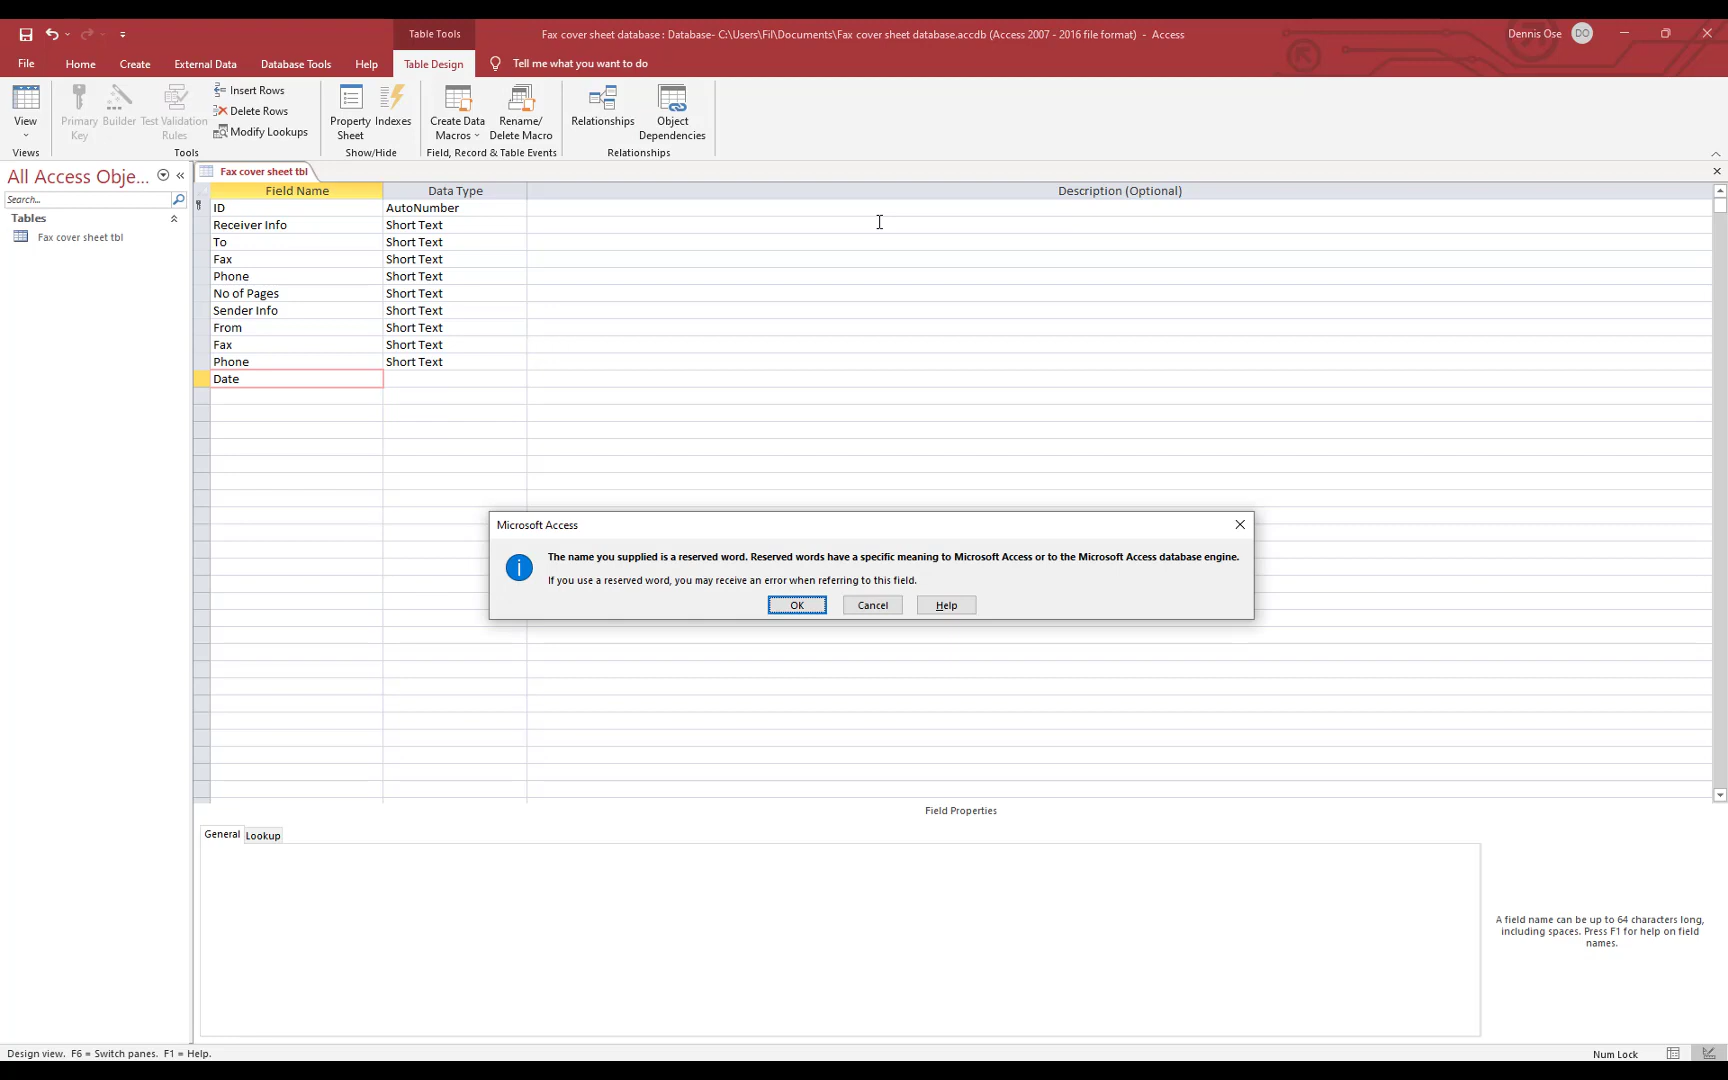 Table Tools
Fax cover sheet database : Database- C:\Users\Fil\Documents\Fax cover sheet database.accdb (Access 2007 - 2016 file format) - Access
Dennis Ose
DO
File
Home
Create
External Data
Database Tools
Help
Table Design
Tell me what you want to do
View
Primary Key
Builder
Test Validation Rules
Insert Rows
Delete Rows
Modify Lookups
Property Sheet
Indexes
Create Data Macros
Rename/ Delete Macro
Relationships
Object Dependencies
Views
Tools
Show/Hide
Field, Record & Table Events
Relationships
All Access Obje...
Search...
Tables
Fax cover sheet tbl
Fax cover sheet tbl
Field Name Data Type Description (Optional)
ID AutoNumber
Receiver Info Short Text
To Short Text
Fax Short Text
Phone Short Text
No of Pages Short Text
Sender Info Short Text
From Short Text
Fax Short Text
Phone Short Text
Date
Microsoft Access
The name you supplied is a reserved word. Reserved words have a specific meaning to Microsoft Access or to the Microsoft Access database engine.
If you use a reserved word, you may receive an error when referring to this field.
OK
Cancel
Help
Field Properties
General
Lookup
A field name can be up to 64 characters long,
including spaces. Press F1 for help on field
names.
Design view. F6 = Switch panes. F1 = Help.
Num Lock